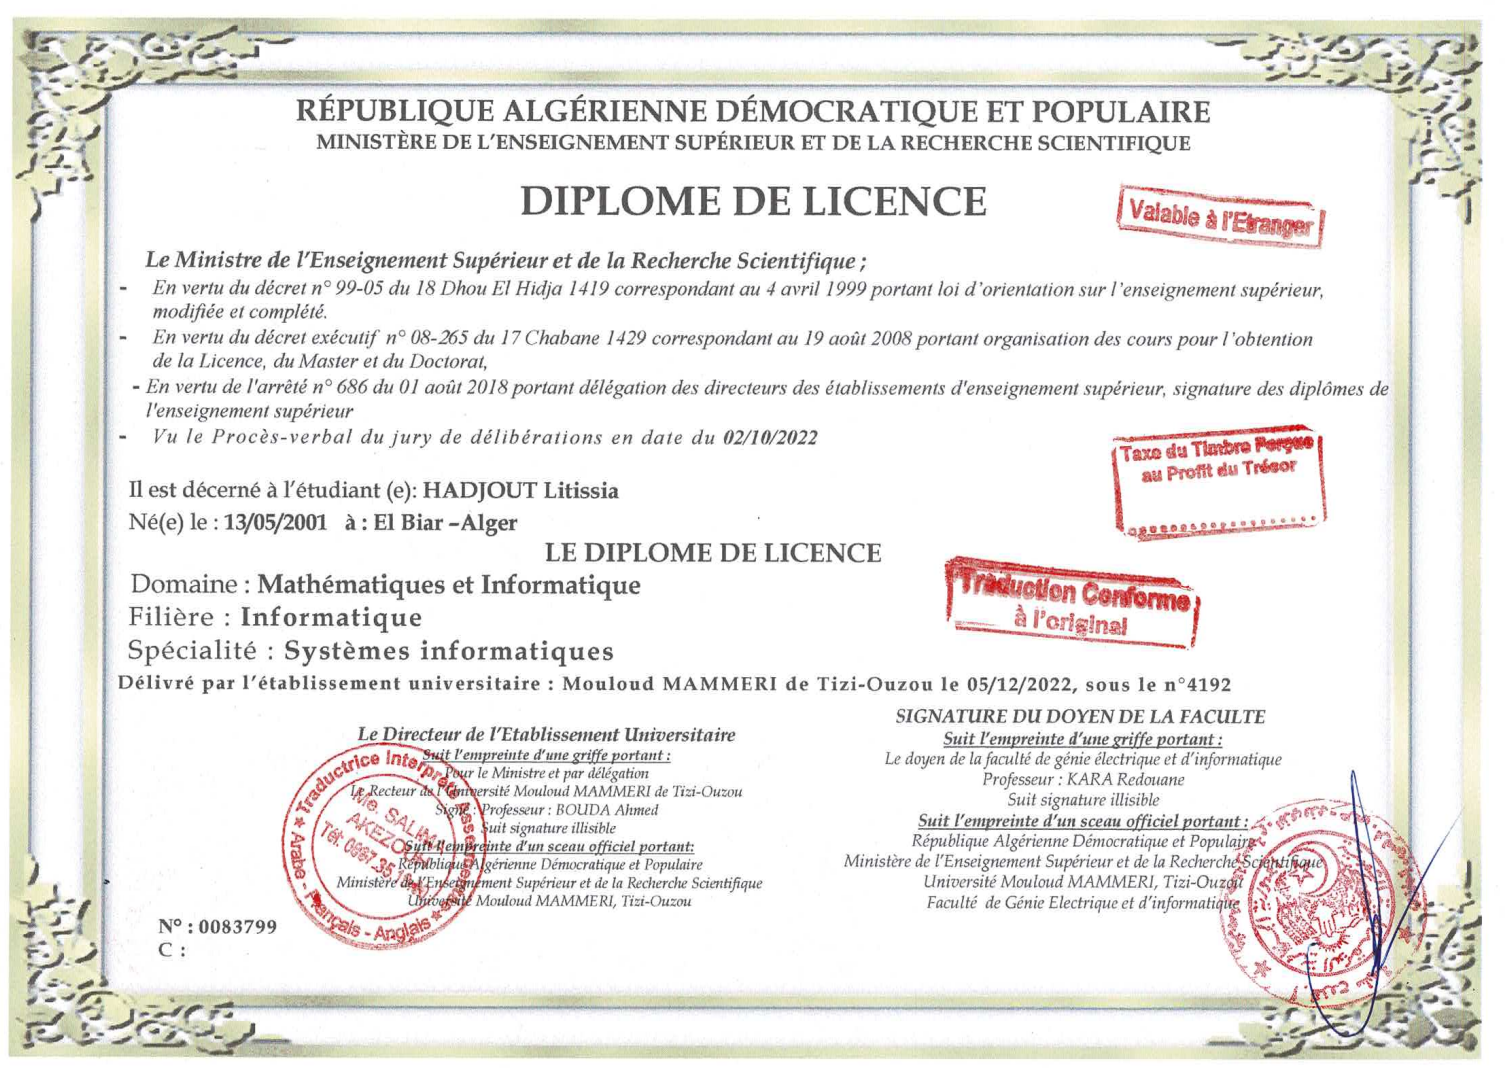 RÉPUBLIQUE ALGÉRIENNE DÉMOCRATIQUE ET POPULAIRE
MINISTÈRE DE L'ENSEIGNEMENT SUPÉRIEUR ET DE LA RECHERCHE SCIENTIFIQUE
DIPLOME DE LICENCE
Valable à l'Etranger
Le Ministre de l'Enseignement Supérieur et de la Recherche Scientifique ;
- En vertu du décret n° 99-05 du 18 Dhou El Hidja 1419 correspondant au 4 avril 1999 portant loi d'orientation sur l'enseignement supérieur,
modifiée et complété.
- En vertu du décret exécutif n° 08-265 du 17 Chabane 1429 correspondant au 19 août 2008 portant organisation des cours pour l'obtention
de la Licence, du Master et du Doctorat,
- En vertu de l'arrêté n° 686 du 01 août 2018 portant délégation des directeurs des établissements d'enseignement supérieur, signature des diplômes de
l'enseignement supérieur
- Vu le Procès-verbal du jury de délibérations en date du 02/10/2022
Taxe du Timbre Perçue
au Profit du Trésor
Il est décerné à l'étudiant (e): HADJOUT Litissia
Né(e) le : 13/05/2001 à : El Biar –Alger
LE DIPLOME DE LICENCE
Domaine : Mathématiques et Informatique
Traduction Conforme
à l'original
Filière : Informatique
Spécialité : Systèmes informatiques
Délivré par l'établissement universitaire : Mouloud MAMMERI de Tizi-Ouzou le 05/12/2022, sous le n°4192
Le Directeur de l'Etablissement Universitaire
Suit l'empreinte d'une griffe portant :
Pour le Ministre et par délégation
Le Recteur de l'Université Mouloud MAMMERI de Tizi-Ouzou
Signé : Professeur : BOUDA Ahmed
Suit signature illisible
Suit l'empreinte d'un sceau officiel portant:
République Algérienne Démocratique et Populaire
Ministère de l'Enseignement Supérieur et de la Recherche Scientifique
Université Mouloud MAMMERI, Tizi-Ouzou
Traductrice Interprète Assermentée
Arabe - Français - Anglais
Me. SALIMA
AKEZOUH
Tél. 0667.35
SIGNATURE DU DOYEN DE LA FACULTE
Suit l'empreinte d'une griffe portant :
Le doyen de la faculté de génie électrique et d'informatique
Professeur : KARA Redouane
Suit signature illisible
Suit l'empreinte d'un sceau officiel portant :
République Algérienne Démocratique et Populaire
Ministère de l'Enseignement Supérieur et de la Recherche Scientifique
Université Mouloud MAMMERI, Tizi-Ouzou
Faculté de Génie Electrique et d'informatique
N° : 0083799
C :